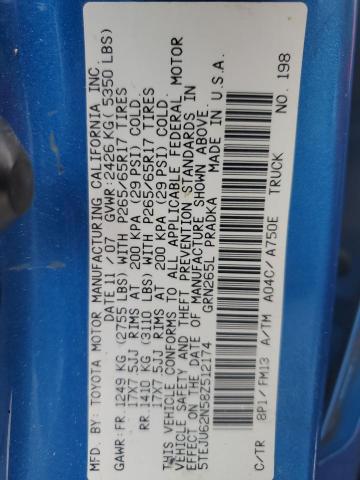 MFD. BY: TOYOTA MOTOR MANUFACTURING CALIFORNIA INC.
DATE 11 / 07 GVWR: 2426 KG( 5350 LBS)
GAWR: FR. 1249 KG (2755 LBS) WITH P265/65R17 TIRES
17X7.5JJ RIMS AT 200 KPA (29 PSI) COLD.
RR. 1410 KG (3110 LBS) WITH P265/65R17 TIRES
17X7.5JJ RIMS AT 200 KPA (29 PSI) COLD
THIS VEHICLE CONFORMS TO ALL APPLICABLE FEDERAL MOTOR
VEHICLE SAFETY AND THEFT PREVENTION STANDARDS IN
EFFECT ON THE DATE OF MANUFACTURE SHOWN ABOVE.
5TEJU62N58Z512174 GRN265L PRADKA MADE IN U.S.A.
C/TR 8P1/FM13 A/TM A04C/ A750E TRUCK
NO. 198